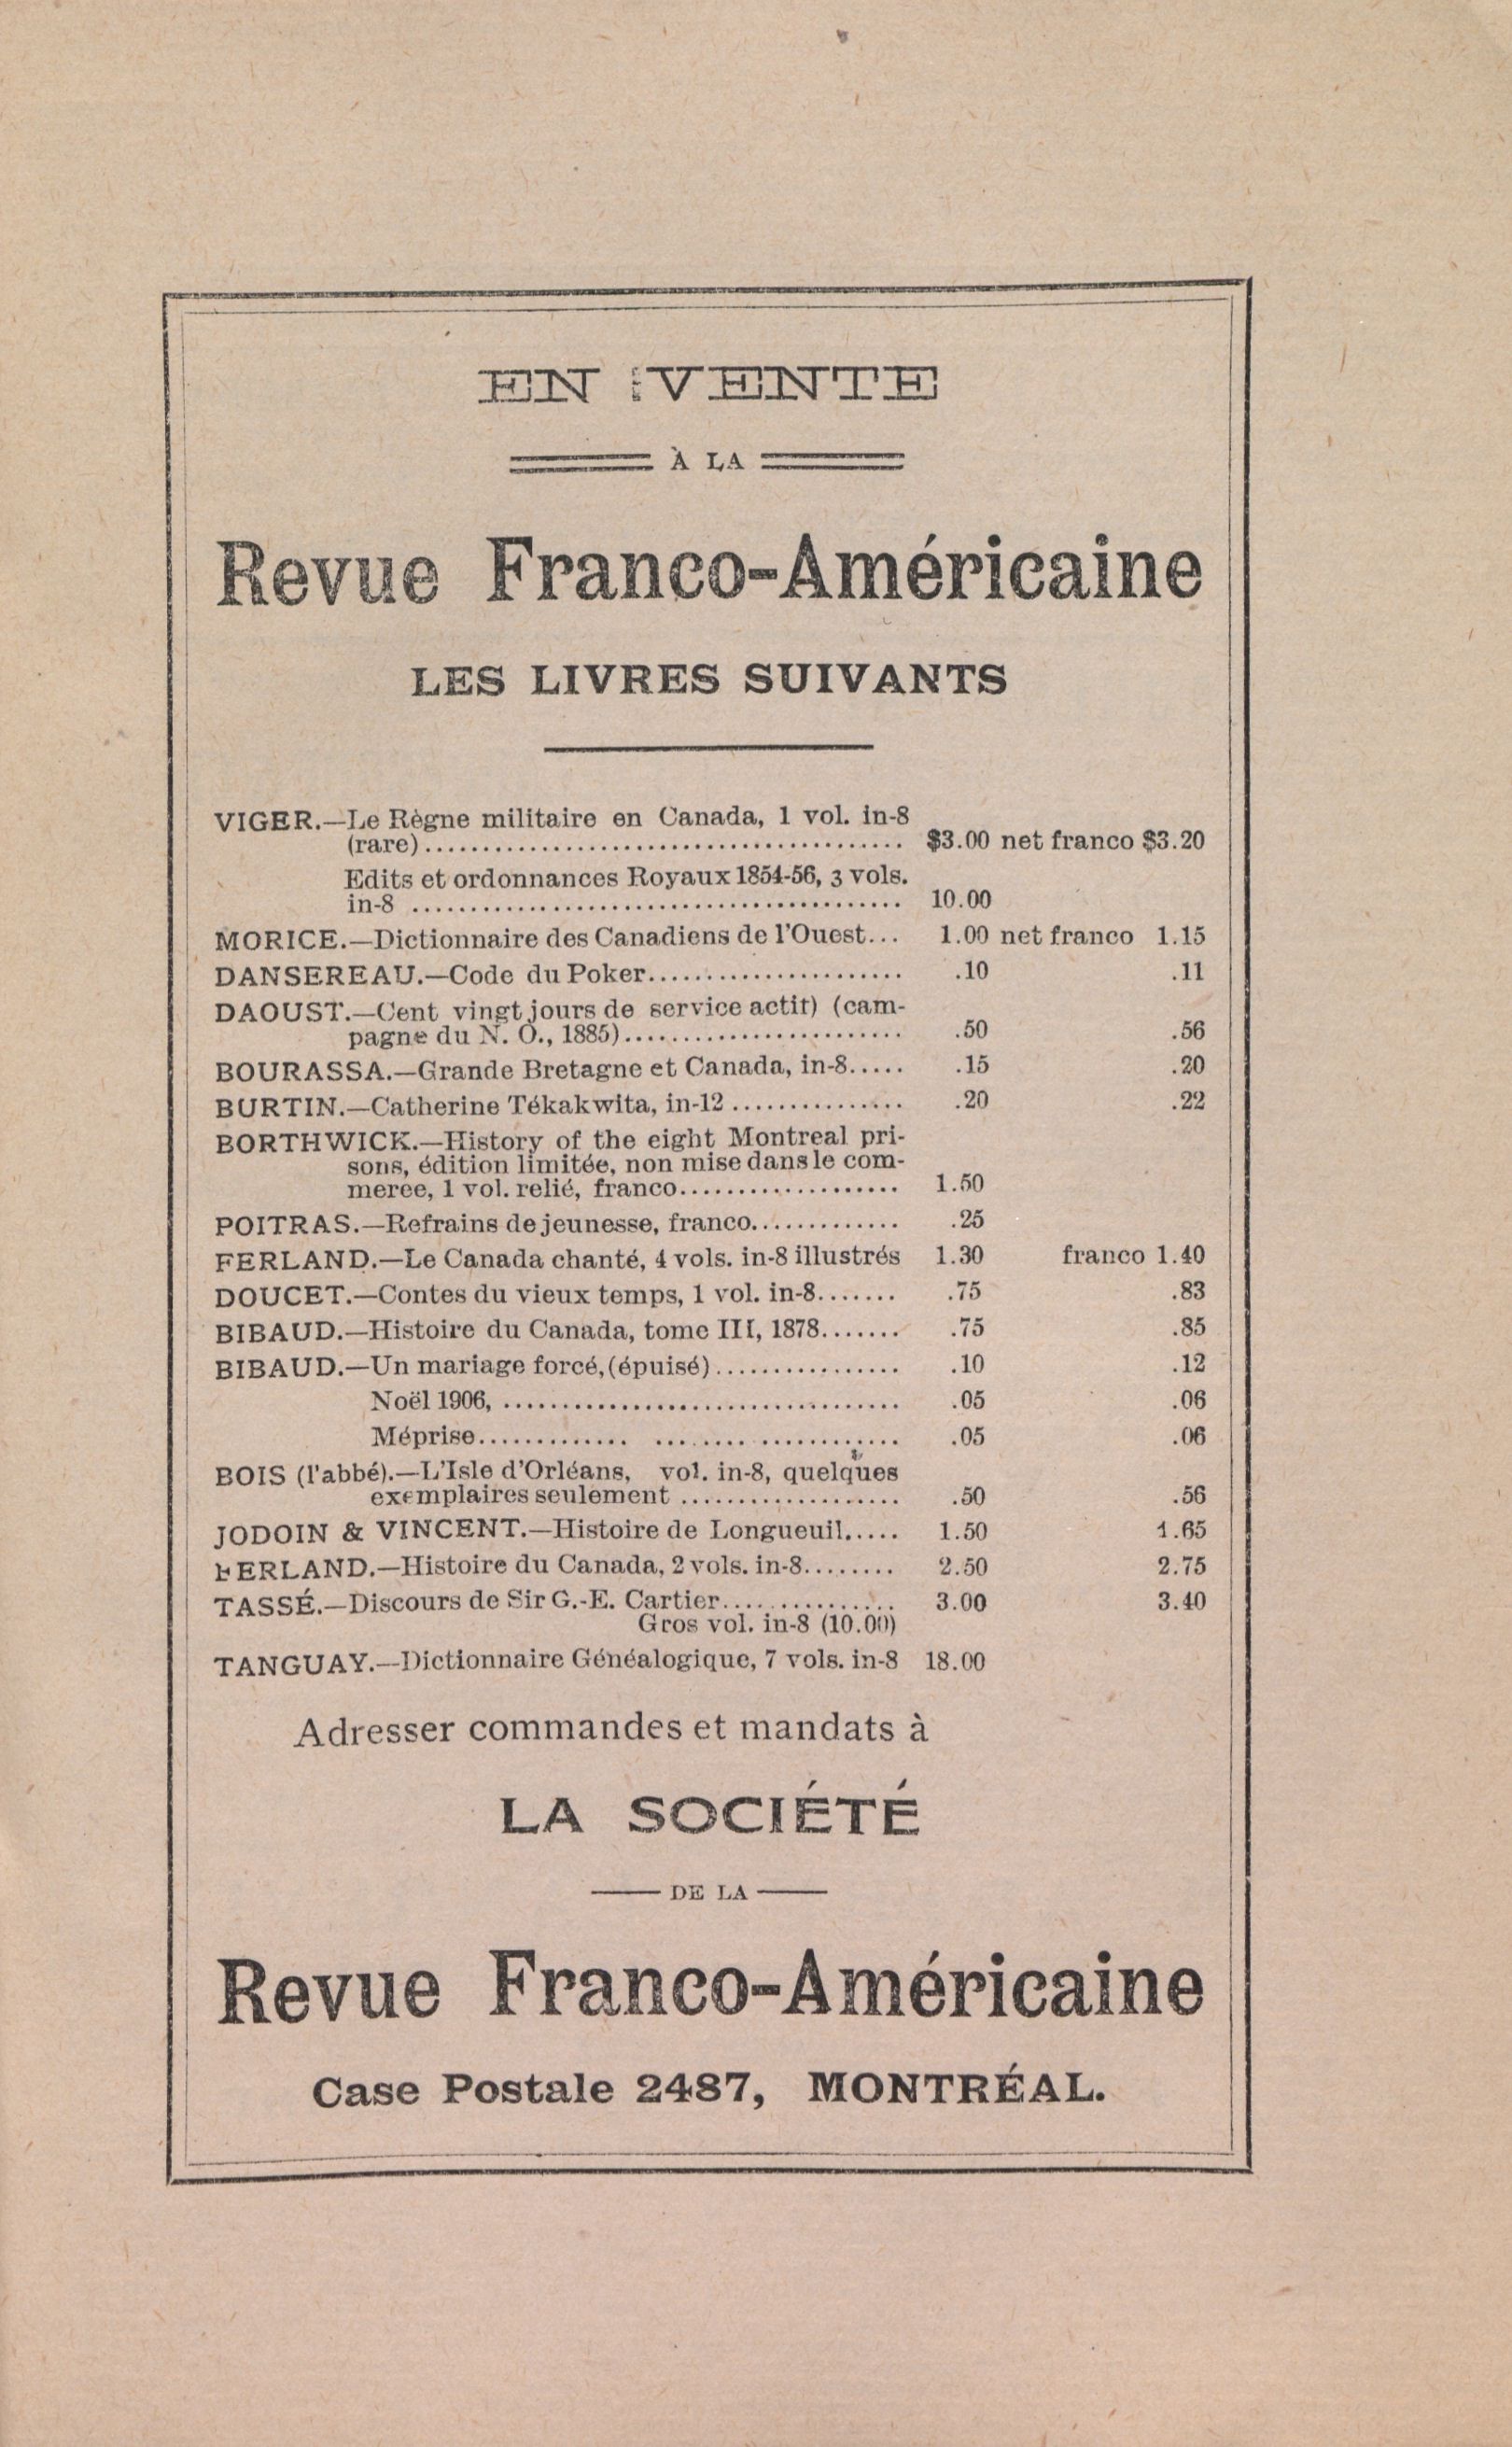 EN VENTE
À LA
Revue Franco-Américaine
LES LIVRES SUIVANTS
VIGER.—Le Règne militaire en Canada, 1 vol. in-8
(rare)........................................ $3.00 net franco $3.20
Edits et ordonnances Royaux 1854-56, 3 vols.
in-8 ......................................... 10.00
MORICE.—Dictionnaire des Canadiens de l'Ouest... 1.00 net franco 1.15
DANSEREAU.—Code du Poker...................... .10 .11
DAOUST.—Cent vingt jours de service actif) (cam-
pagne du N. O., 1885)........................ .50 .56
BOURASSA.—Grande Bretagne et Canada, in-8..... .15 .20
BURTIN.—Catherine Tékakwita, in-12 ............... .20 .22
BORTHWICK.—History of the eight Montreal pri-
sons, édition limitée, non mise dans le com-
merce, 1 vol. relié, franco................... 1.50
POITRAS.—Refrains de jeunesse, franco............. .25
FERLAND.—Le Canada chanté, 4 vols. in-8 illustrés 1.30 franco 1.40
DOUCET.—Contes du vieux temps, 1 vol. in-8....... .75 .83
BIBAUD.—Histoire du Canada, tome III, 1878....... .75 .85
BIBAUD.—Un mariage forcé, (épuisé)................ .10 .12
Noël 1906, .................................. .05 .06
Méprise............. ..................... .05 .06
BOIS (l'abbé).—L'Isle d'Orléans, vol. in-8, quelques
exemplaires seulement ................... .50 .56
JODOIN & VINCENT.—Histoire de Longueuil..... 1.50 1.65
FERLAND.—Histoire du Canada, 2 vols. in-8........ 2.50 2.75
TASSÉ.—Discours de Sir G.-E. Cartier............... 3.00 3.40
Gros vol. in-8 (10.00)
TANGUAY.—Dictionnaire Généalogique, 7 vols. in-8 18.00
Adresser commandes et mandats à
LA SOCIÉTÉ
DE LA
Revue Franco-Américaine
Case Postale 2487, MONTRÉAL.